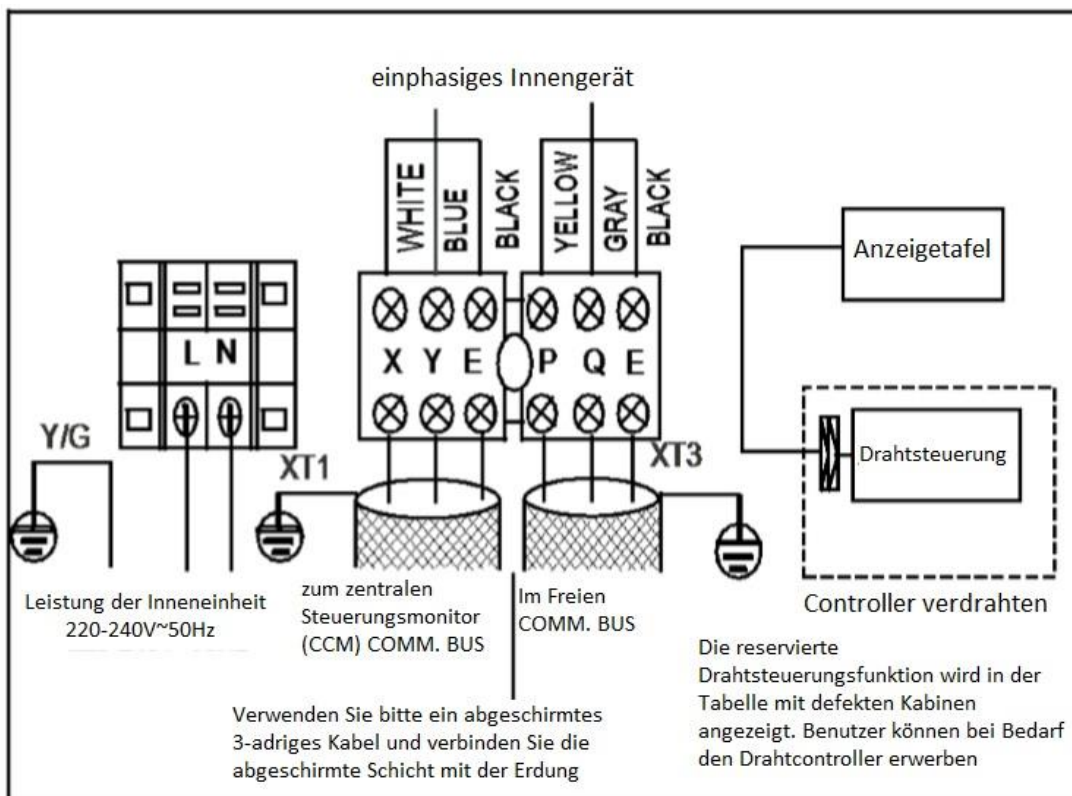 einphasiges Innengerät
WHITE
BLUE
BLACK
YELLOW
GRAY
BLACK
Anzeigetafel
L N
X Y E P Q E
Y/G
XT1
XT3
Drahtsteuerung
Controller verdrahten
Leistung der Inneneinheit
220-240V~50Hz
zum zentralen
Steuerungsmonitor
(CCM) COMM. BUS
Im Freien
COMM. BUS
Verwenden Sie bitte ein abgeschirmtes
3-adriges Kabel und verbinden Sie die
abgeschirmte Schicht mit der Erdung
Die reservierte
Drahtsteuerungsfunktion wird in der
Tabelle mit defekten Kabinen
angezeigt. Benutzer können bei Bedarf
den Drahtcontroller erwerben